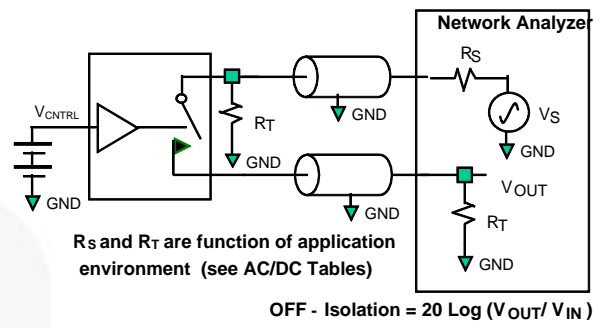 Network Analyzer
RS
VCNTRL
RT
GND
VS
GND
GND
GND
VOUT
GND
GND
RT
GND
RS and RT are function of application
environment (see AC/DC Tables)
OFF - Isolation = 20 Log (VOUT/ VIN )